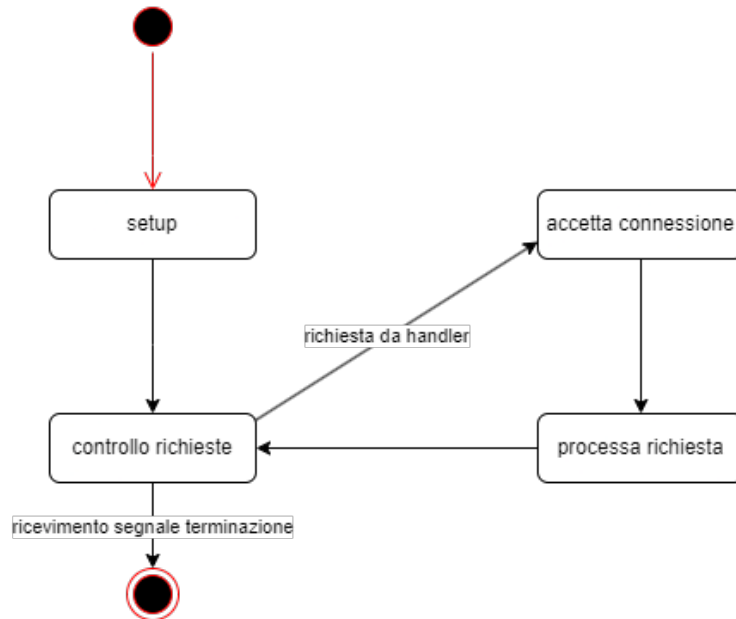 setup
accetta connessione
richiesta da handler
controllo richieste
processa richiesta
ricevimento segnale terminazione